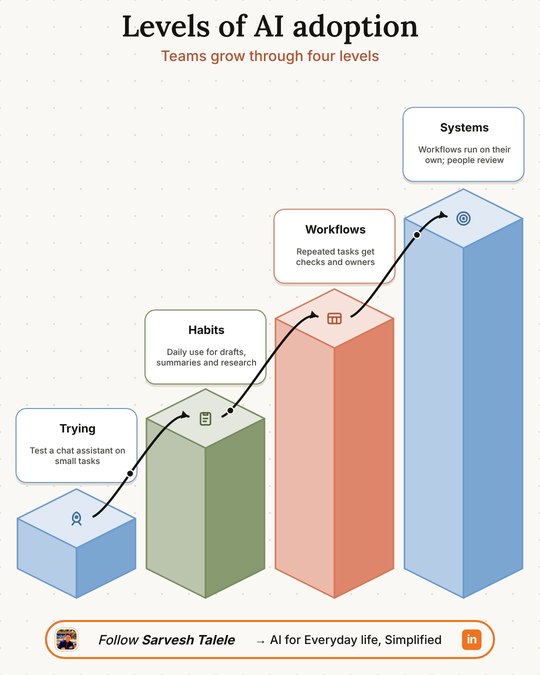 Levels of AI adoption
Teams grow through four levels
Systems
Workflows run on their
own; people review
Workflows
Repeated tasks get
checks and owners
Habits
Daily use for drafts,
summaries and research
Trying
Test a chat assistant on
small tasks
Follow Sarvesh Talele → AI for Everyday life, Simplified
in